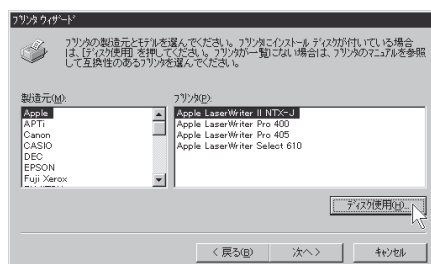 プリンタ ウィザード
プリンタの製造元とモデルを選んでください。プリンタにインストール ディスクが付いている場合
は、[ディスク使用] を押してください。プリンタが一覧にない場合は、プリンタのマニュアルを参照
して互換性のあるプリンタを選んでください。
製造元(M):
Apple
APTi
Canon
CASIO
DEC
EPSON
Fuji Xerox
プリンタ(P):
Apple LaserWriter II NTX-J
Apple LaserWriter Pro 400
Apple LaserWriter Pro 405
Apple LaserWriter Select 610
ディスク使用(H)...
< 戻る(B)
次へ >
キャンセル